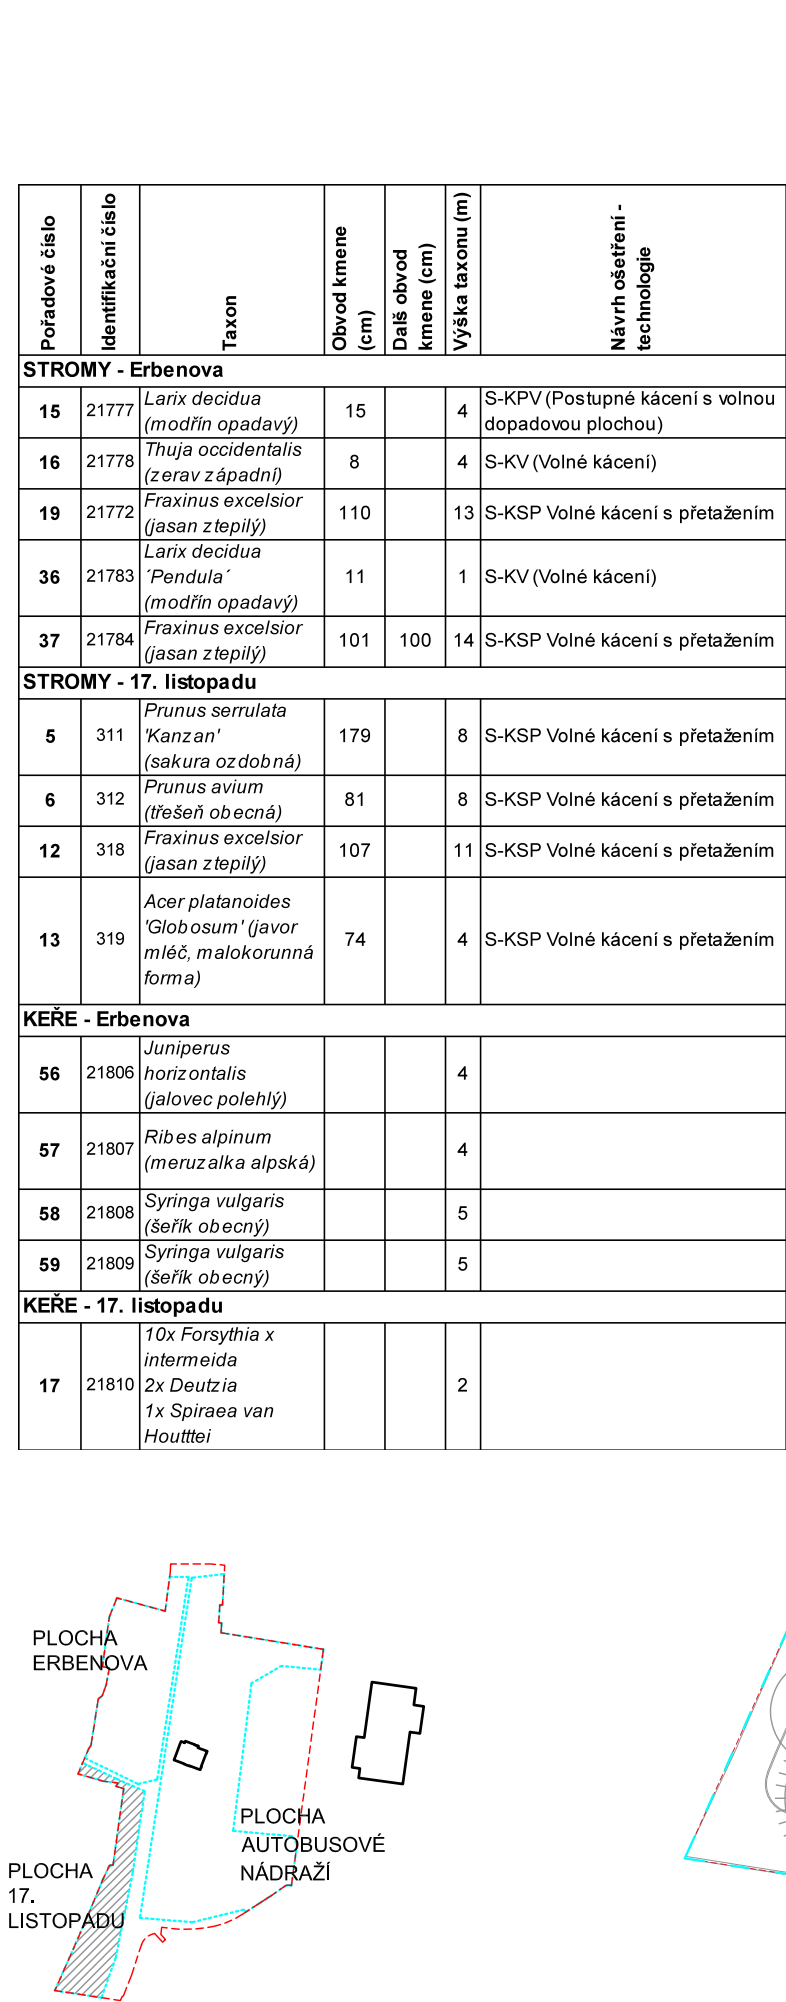 Pořadové číslo
Identifikační číslo
Taxon
Obvod kmene
(cm)
Dalš obvod
kmene (cm)
Výška taxonu (m)
Návrh ošetření -
technologie
STROMY - Erbenova
15 21777 Larix decidua
(modřín opadavý) 15 4 S-KPV (Postupné kácení s volnou
dopadovou plochou)
16 21778 Thuja occidentalis
(zerav západní) 8 4 S-KV (Volné kácení)
19 21772 Fraxinus excelsior
(jasan ztepilý) 110 13 S-KSP Volné kácení s přetažením
36 21783 Larix decidua
´Pendula´
(modřín opadavý) 11 1 S-KV (Volné kácení)
37 21784 Fraxinus excelsior
(jasan ztepilý) 101 100 14 S-KSP Volné kácení s přetažením
STROMY - 17. listopadu
5 311 Prunus serrulata
'Kanzan'
(sakura ozdobná) 179 8 S-KSP Volné kácení s přetažením
6 312 Prunus avium
(třešeň obecná) 81 8 S-KSP Volné kácení s přetažením
12 318 Fraxinus excelsior
(jasan ztepilý) 107 11 S-KSP Volné kácení s přetažením
13 319 Acer platanoides
'Globosum' (javor
mléč, malokorunná
forma) 74 4 S-KSP Volné kácení s přetažením
KEŘE - Erbenova
56 21806 Juniperus
horizontalis
(jalovec polehlý) 4
57 21807 Ribes alpinum
(meruzalka alpská) 4
58 21808 Syringa vulgaris
(šeřík obecný) 5
59 21809 Syringa vulgaris
(šeřík obecný) 5
KEŘE - 17. listopadu
17 21810 10x Forsythia x
intermeida
2x Deutzia
1x Spiraea van
Houtttei 2
PLOCHA
ERBENOVA
PLOCHA
AUTOBUSOVÉ
NÁDRAŽÍ
PLOCHA
17.
LISTOPADU